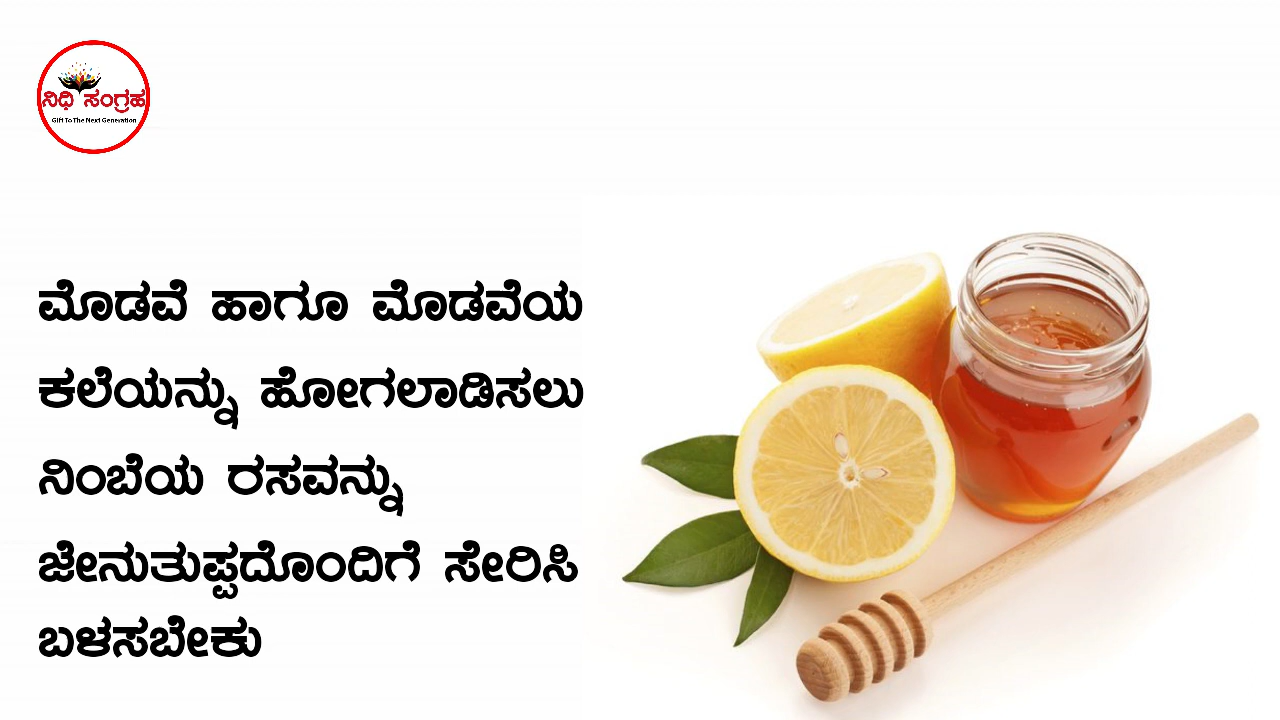 ನಿಧಿ ಸಂಗ್ರಹ
Gift To The Next Generation
ಮೊಡವೆ ಹಾಗೂ ಮೊಡವೆಯ
ಕಲೆಯನ್ನು ಹೋಗಲಾಡಿಸಲು
ನಿಂಬೆಯ ರಸವನ್ನು
ಜೇನುತುಪ್ಪದೊಂದಿಗೆ ಸೇರಿಸಿ
ಬಳಸಬೇಕು